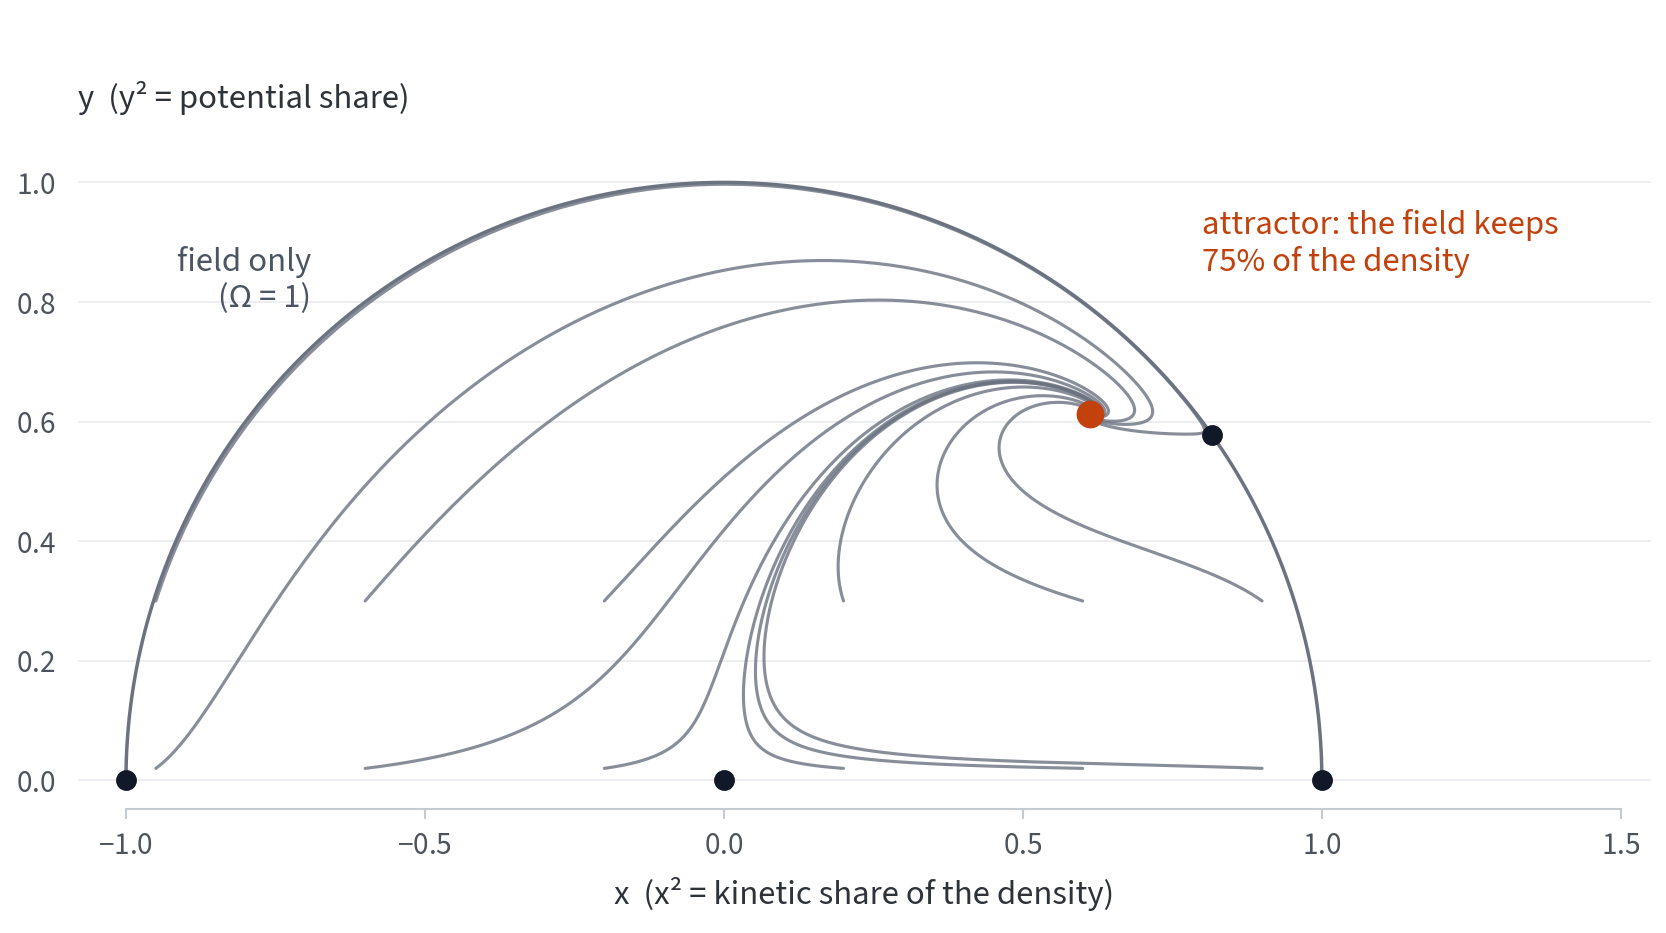 y (y² = potential share)
1.0
attractor: the field keeps
75% of the density
field only
(Ω = 1)
0.8
0.6
0.4
0.2
0.0
−1.0 −0.5 0.0 0.5 1.0 1.5
x (x² = kinetic share of the density)